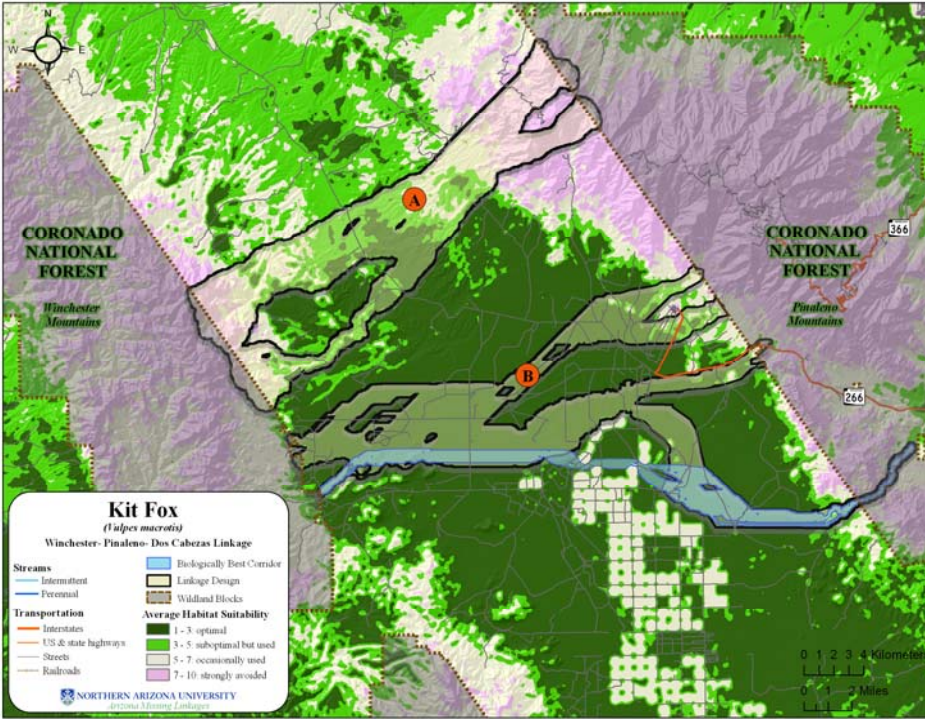 N
W E
S
A
CORONADO
NATIONAL
FOREST
Winchester
Mountains
CORONADO
NATIONAL
FOREST
366
Pinaleno
Mountains
B
266
Kit Fox
(Vulpes macrotis)
Winchester- Pinaleno- Dos Cabezas Linkage
Streams
Intermittent
Perennial
Transportation
Interstates
US & state highways
Streets
Railroads
Biologically Best Corridor
Linkage Design
Wildland Blocks
Average Habitat Suitability
1 - 3: optimal
3 - 5: suboptimal but used
5 - 7: occasionally used
7 - 10: strongly avoided
NORTHERN ARIZONA UNIVERSITY
Arizona Missing Linkages
0 1 2 3 4 Kilometers
0 1 2 Miles